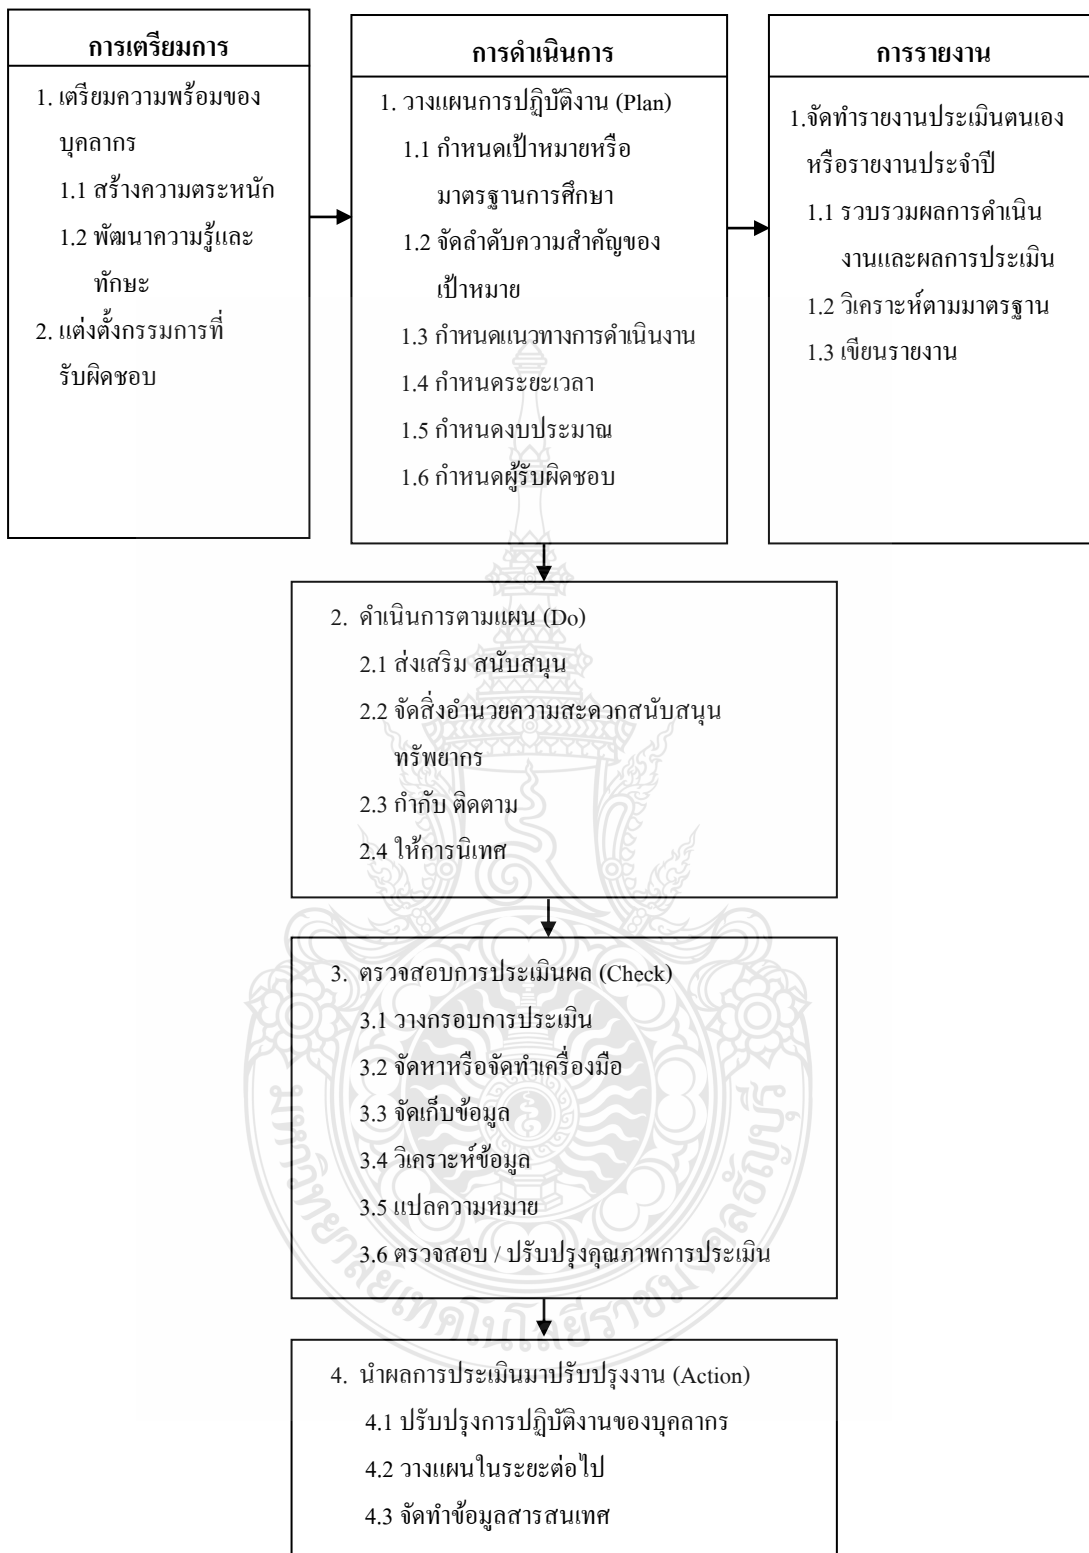 การเตรียมการ
1. เตรียมความพร้อมของ
บุคลากร
1.1 สร้างความตระหนัก
1.2 พัฒนาความรู้และ
ทักษะ
2. แต่งตั้งกรรมการที่
รับผิดชอบ
การดำเนินการ
1. วางแผนการปฏิบัติงาน (Plan)
1.1 กำหนดเป้าหมายหรือ
มาตรฐานการศึกษา
1.2 จัดลำดับความสำคัญของ
เป้าหมาย
1.3 กำหนดแนวทางการดำเนินงาน
1.4 กำหนดระยะเวลา
1.5 กำหนดงบประมาณ
1.6 กำหนดผู้รับผิดชอบ
การรายงาน
1.จัดทำรายงานประเมินตนเอง
หรือรายงานประจำปี
1.1 รวบรวมผลการดำเนิน
งานและผลการประเมิน
1.2 วิเคราะห์ตามมาตรฐาน
1.3 เขียนรายงาน
2. ดำเนินการตามแผน (Do)
2.1 ส่งเสริม สนับสนุน
2.2 จัดสิ่งอำนวยความสะดวกสนับสนุน
ทรัพยากร
2.3 กำกับ ติดตาม
2.4 ให้การนิเทศ
3. ตรวจสอบการประเมินผล (Check)
3.1 วางกรอบการประเมิน
3.2 จัดหาหรือจัดทำเครื่องมือ
3.3 จัดเก็บข้อมูล
3.4 วิเคราะห์ข้อมูล
3.5 แปลความหมาย
3.6 ตรวจสอบ / ปรับปรุงคุณภาพการประเมิน
4. นำผลการประเมินมาปรับปรุงงาน (Action)
4.1 ปรับปรุงการปฏิบัติงานของบุคลากร
4.2 วางแผนในระยะต่อไป
4.3 จัดทำข้อมูลสารสนเทศ
มหาวิทยาลัยเทคโนโลยีราชมงคลธัญบุรี